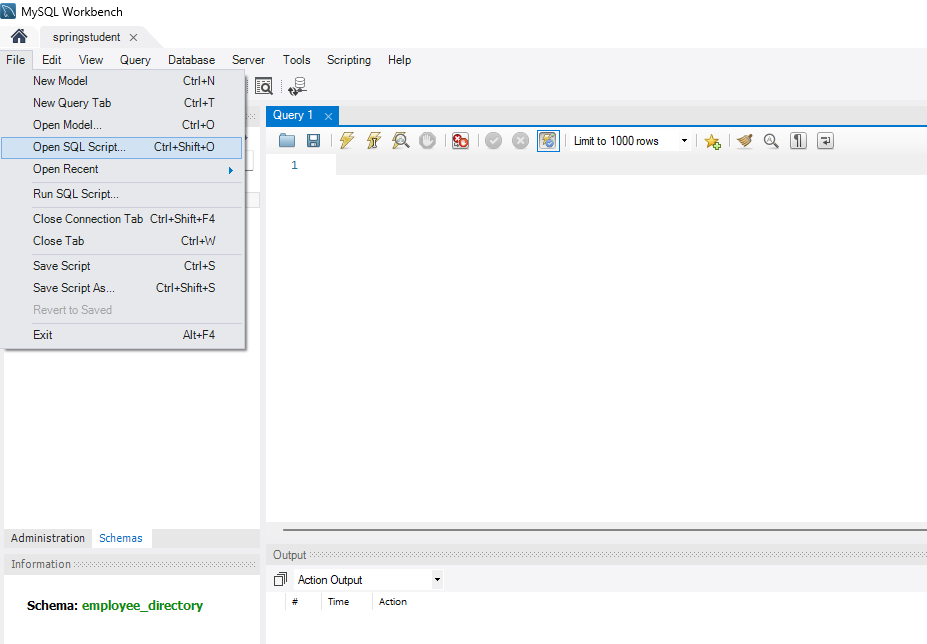 MySQL Workbench
springstudent
File Edit View Query Database Server Tools Scripting Help
New Model Ctrl+N
New Query Tab Ctrl+T
Open Model... Ctrl+O
Open SQL Script... Ctrl+Shift+O
Open Recent
Run SQL Script...
Close Connection Tab Ctrl+Shift+F4
Close Tab Ctrl+W
Save Script Ctrl+S
Save Script As... Ctrl+Shift+S
Revert to Saved
Exit Alt+F4
Query 1
Limit to 1000 rows
1
Administration Schemas
Information
Schema: employee_directory
Output
Action Output
# Time Action